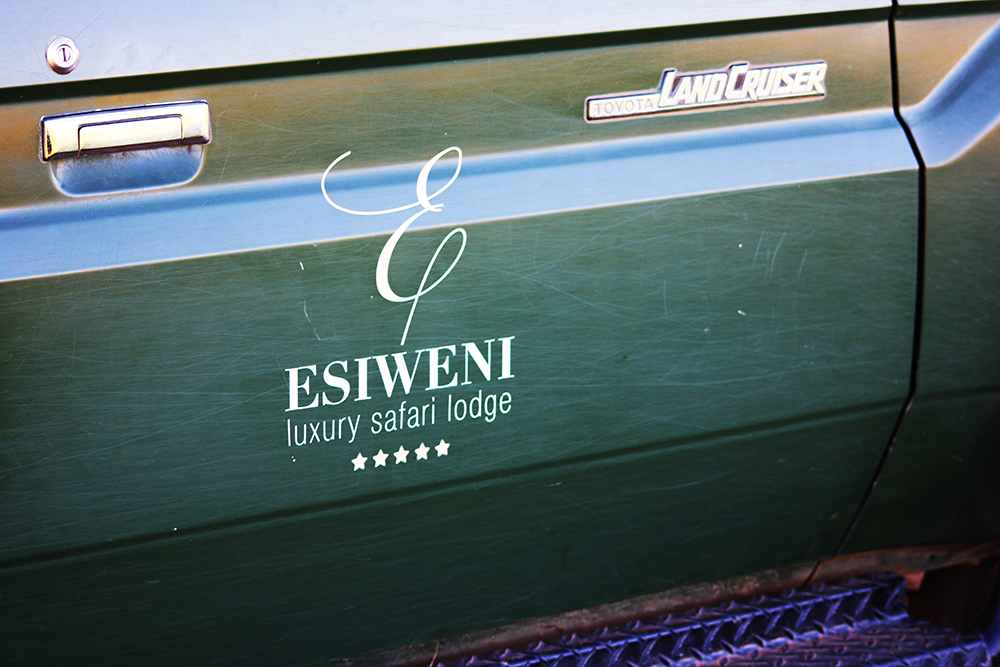 TOYOTA LAND CRUISER
E
ESIWENI
luxury safari lodge